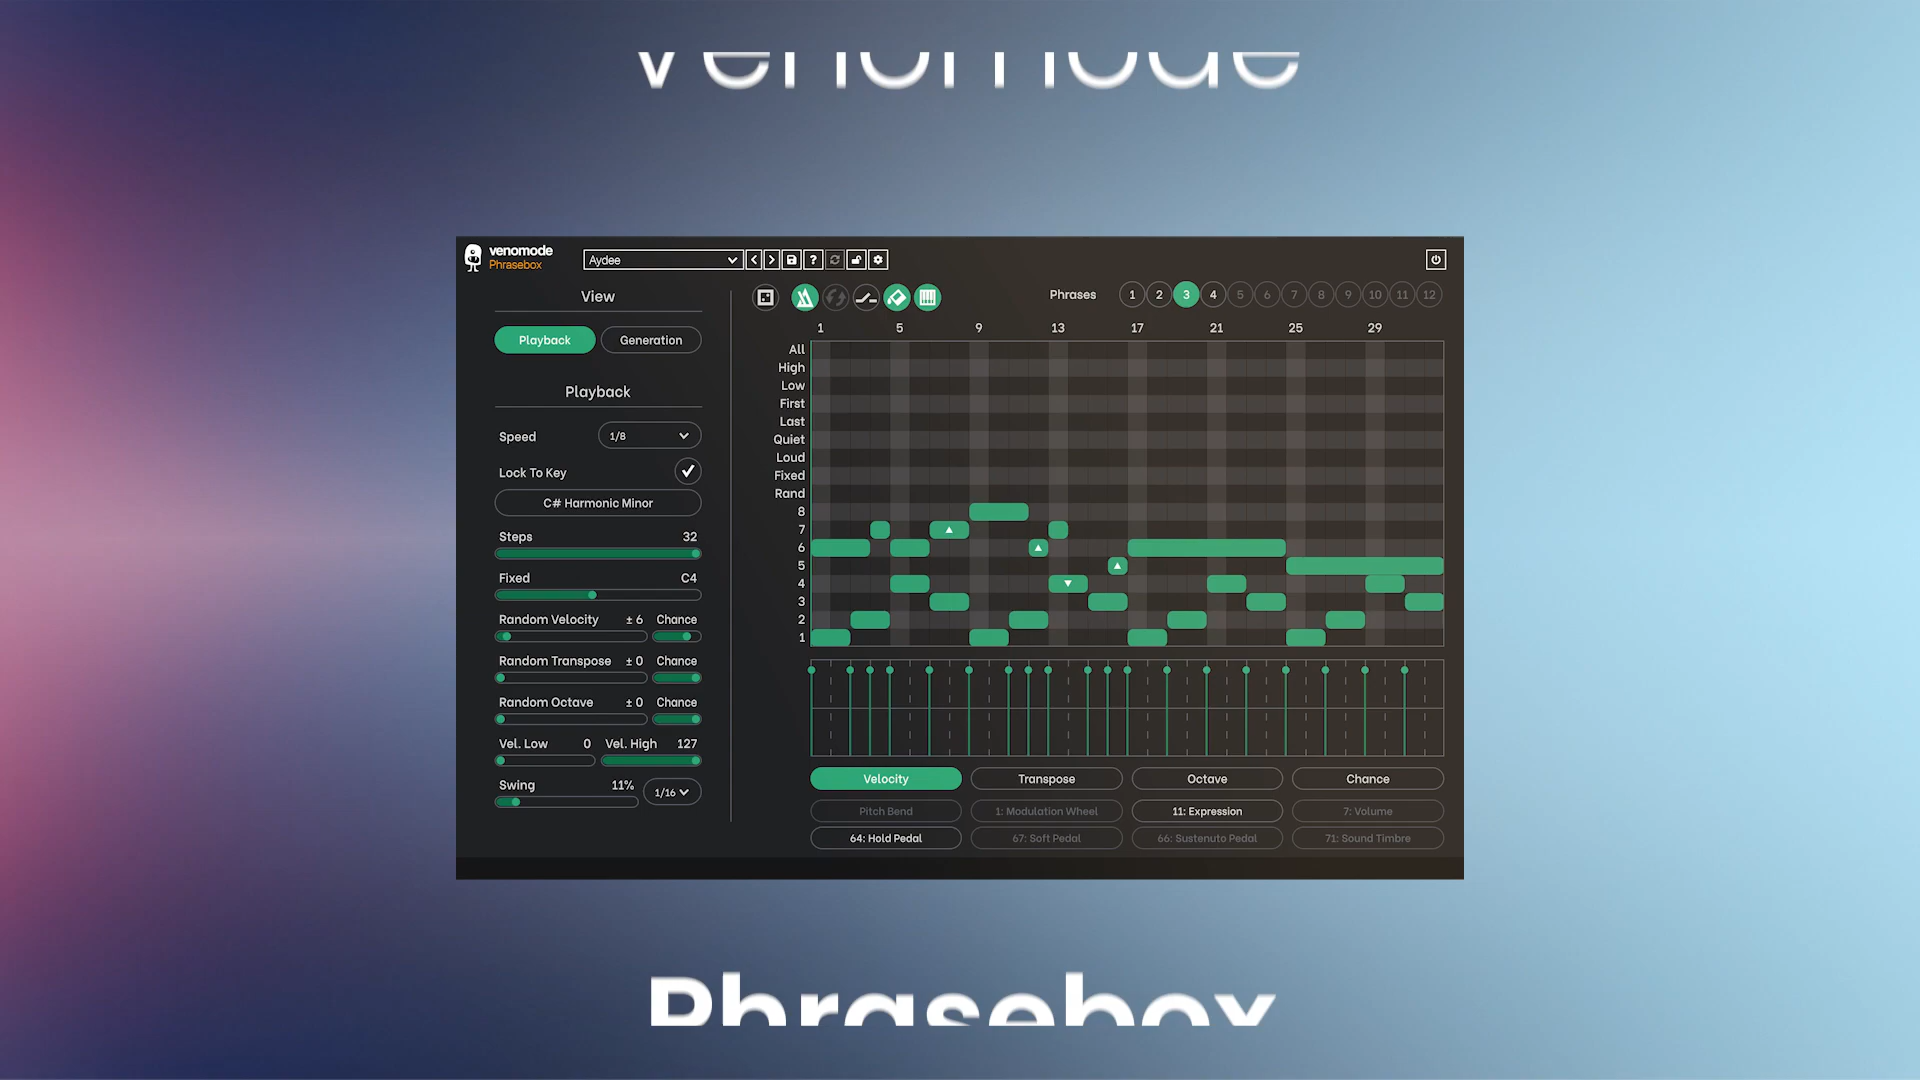 venomode
venomode
Phrasebox
Aydee
?
View
Playback
Generation
Playback
Speed
1/8
Lock To Key
C# Harmonic Minor
Steps 32
Fixed C4
Random Velocity ± 6 Chance
Random Transpose ± 0 Chance
Random Octave ± 0 Chance
Vel. Low 0 Vel. High 127
Swing 11% 1/16
Phrases 1 2 3 4 5 6 7 8 9 10 11 12
1 5 9 13 17 21 25 29
All
High
Low
First
Last
Quiet
Loud
Fixed
Rand
8
7
6
5
4
3
2
1
Velocity Transpose Octave Chance
Pitch Bend 1: Modulation Wheel 11: Expression 7: Volume
64: Hold Pedal 67: Soft Pedal 66: Sustenuto Pedal 71: Sound Timbre
Phrasebox